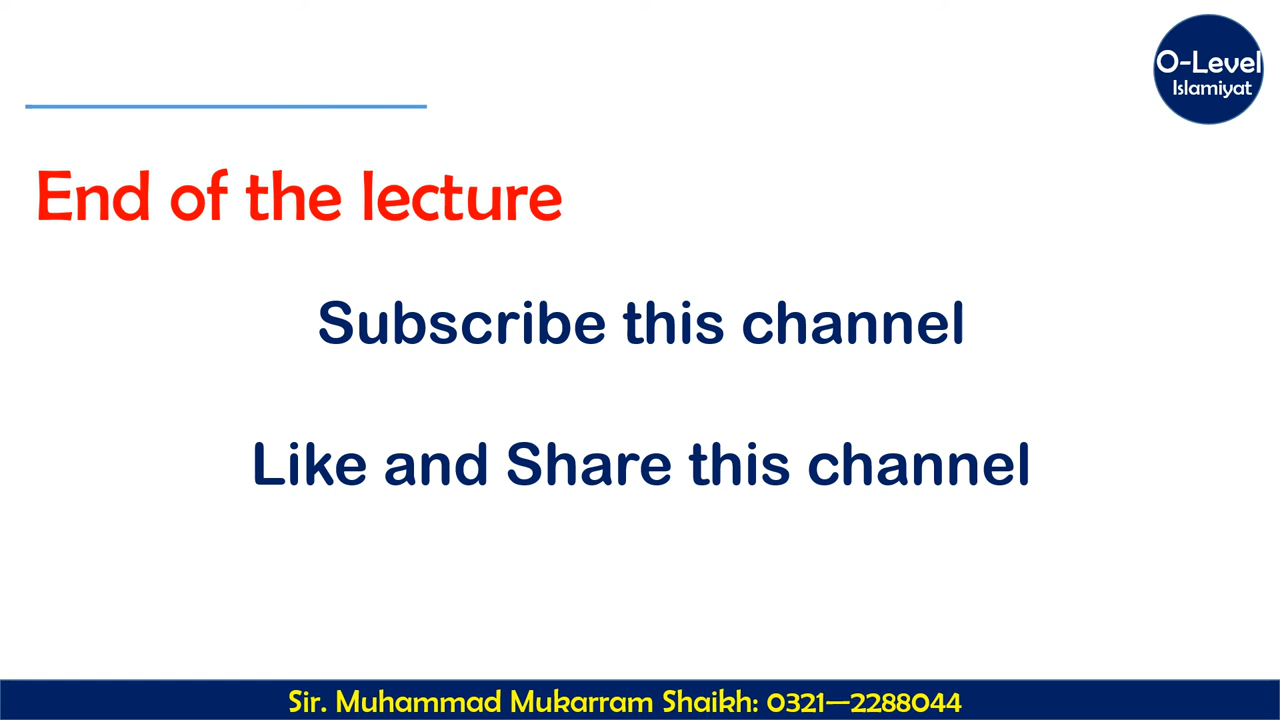 O-Level
Islamiyat
End of the lecture
Subscribe this channel
Like and Share this channel
Sir. Muhammad Mukarram Shaikh: 0321—2288044